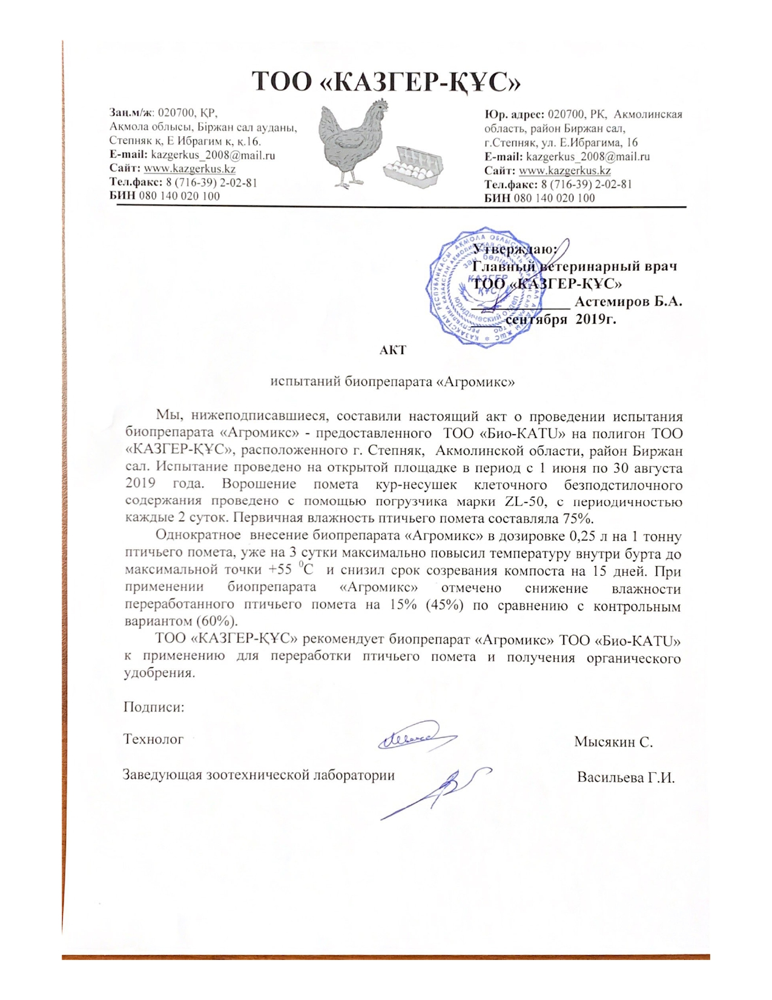 ТОО «КАЗГЕР-ҚҰС»
Заң.м/ж: 020700, ҚР,
Ақмола облысы, Біржан сал ауданы,
Степняк қ, Е Ибрагим к, қ.16.
E-mail: kazgerkus_2008@mail.ru
Сайт: www.kazgerkus.kz
Тел.факс: 8 (716-39) 2-02-81
БИН 080 140 020 100
Юр. адрес: 020700, РК, Акмолинская
область, район Биржан сал,
г.Степняк, ул. Е.Ибрагима, 16
E-mail: kazgerkus_2008@mail.ru
Сайт: www.kazgerkus.kz
Тел.факс: 8 (716-39) 2-02-81
БИН 080 140 020 100
Утверждаю:
Главный ветеринарный врач
ТОО «КАЗГЕР-ҚҰС»
____________ Астемиров Б.А.
____ сентября 2019г.
заң бөлімі
КАЗГЕР
ҚҰС
юридический отдел
АКТ
испытаний биопрепарата «Агромикс»
Мы, нижеподписавшиеся, составили настоящий акт о проведении испытания
биопрепарата «Агромикс» - предоставленного ТОО «Био-KATU» на полигон ТОО
«КАЗГЕР-ҚҰС», расположенного г. Степняк, Акмолинской области, район Биржан
сал. Испытание проведено на открытой площадке в период с 1 июня по 30 августа
2019 года. Ворошение помета кур-несушек клеточного безподстилочного
содержания проведено с помощью погрузчика марки ZL-50, с периодичностью
каждые 2 суток. Первичная влажность птичьего помета составляла 75%.
Однократное внесение биопрепарата «Агромикс» в дозировке 0,25 л на 1 тонну
птичьего помета, уже на 3 сутки максимально повысил температуру внутри бурта до
максимальной точки +55 ⁰С и снизил срок созревания компоста на 15 дней. При
применении биопрепарата «Агромикс» отмечено снижение влажности
переработанного птичьего помета на 15% (45%) по сравнению с контрольным
вариантом (60%).
ТОО «КАЗГЕР-ҚҰС» рекомендует биопрепарат «Агромикс» ТОО «Био-KATU»
к применению для переработки птичьего помета и получения органического
удобрения.
Подписи:
Технолог Мысякин С.
Заведующая зоотехнической лаборатории Васильева Г.И.